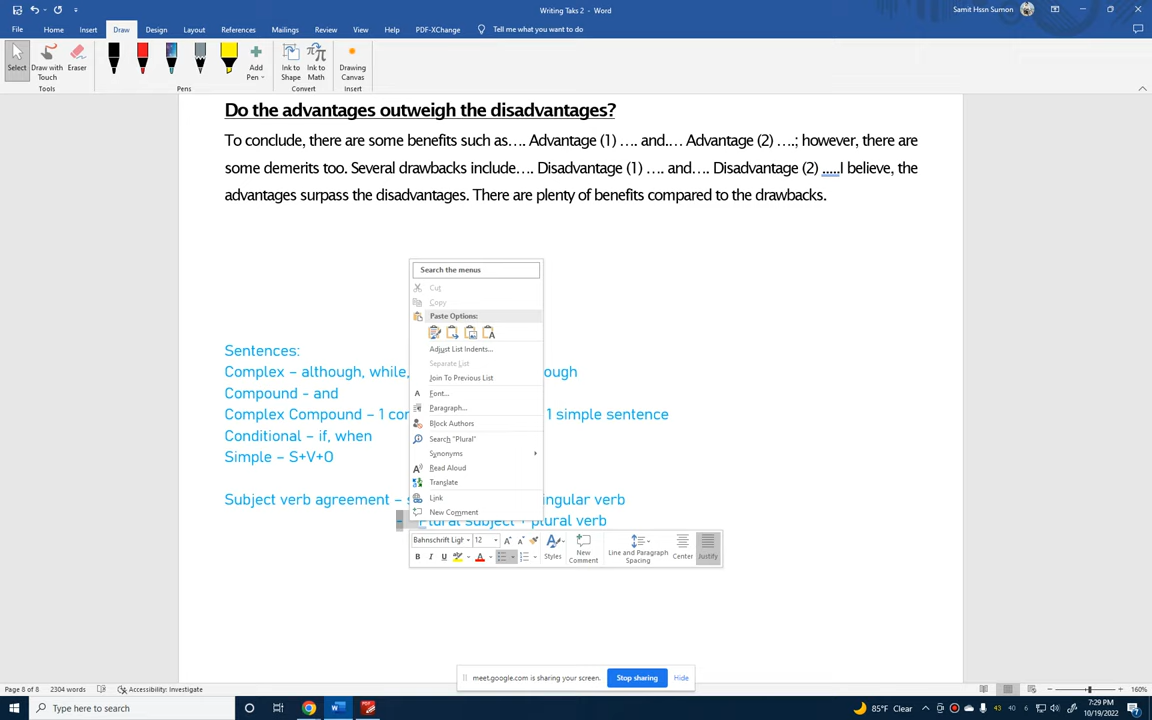 Writing Taks 2 - Word
Samit Hssn Sumon
File Home Insert Draw Design Layout References Mailings Review View Help PDF-XChange Tell me what you want to do
Select
Draw with Touch
Eraser
Add Pen
Ink to Shape
Ink to Math
Drawing Canvas
Tools Pens Convert Insert
Do the advantages outweigh the disadvantages?
To conclude, there are some benefits such as…. Advantage (1) …. and.… Advantage (2) ….; however, there are
some demerits too. Several drawbacks include…. Disadvantage (1) …. and…. Disadvantage (2) .....I believe, the
advantages surpass the disadvantages. There are plenty of benefits compared to the drawbacks.
Search the menus
Cut
Copy
Paste Options:
Adjust List Indents...
Separate List
Join To Previous List
Font...
Paragraph...
Block Authors
Search "Plural"
Synonyms
Read Aloud
Translate
Link
New Comment
Sentences:
Complex – although, while, ough
Compound - and
Complex Compound – 1 co 1 simple sentence
Conditional – if, when
Simple – S+V+O
Subject verb agreement – s ingular verb
- Plural subject + plural verb
Bahnschrift Ligh 12
B I U A
Styles
New Comment
Line and Paragraph Spacing
Center
Justify
meet.google.com is sharing your screen. Stop sharing Hide
Page 8 of 8 2304 words Accessibility: Investigate 160%
Type here to search
85°F Clear
43 40 6
7:29 PM
10/19/2022